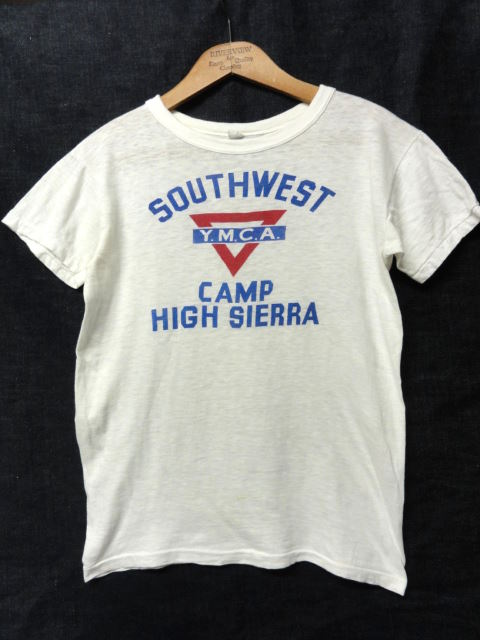 RIVERVIEW
SOUTHWEST
Y.M.C.A.
CAMP
HIGH SIERRA